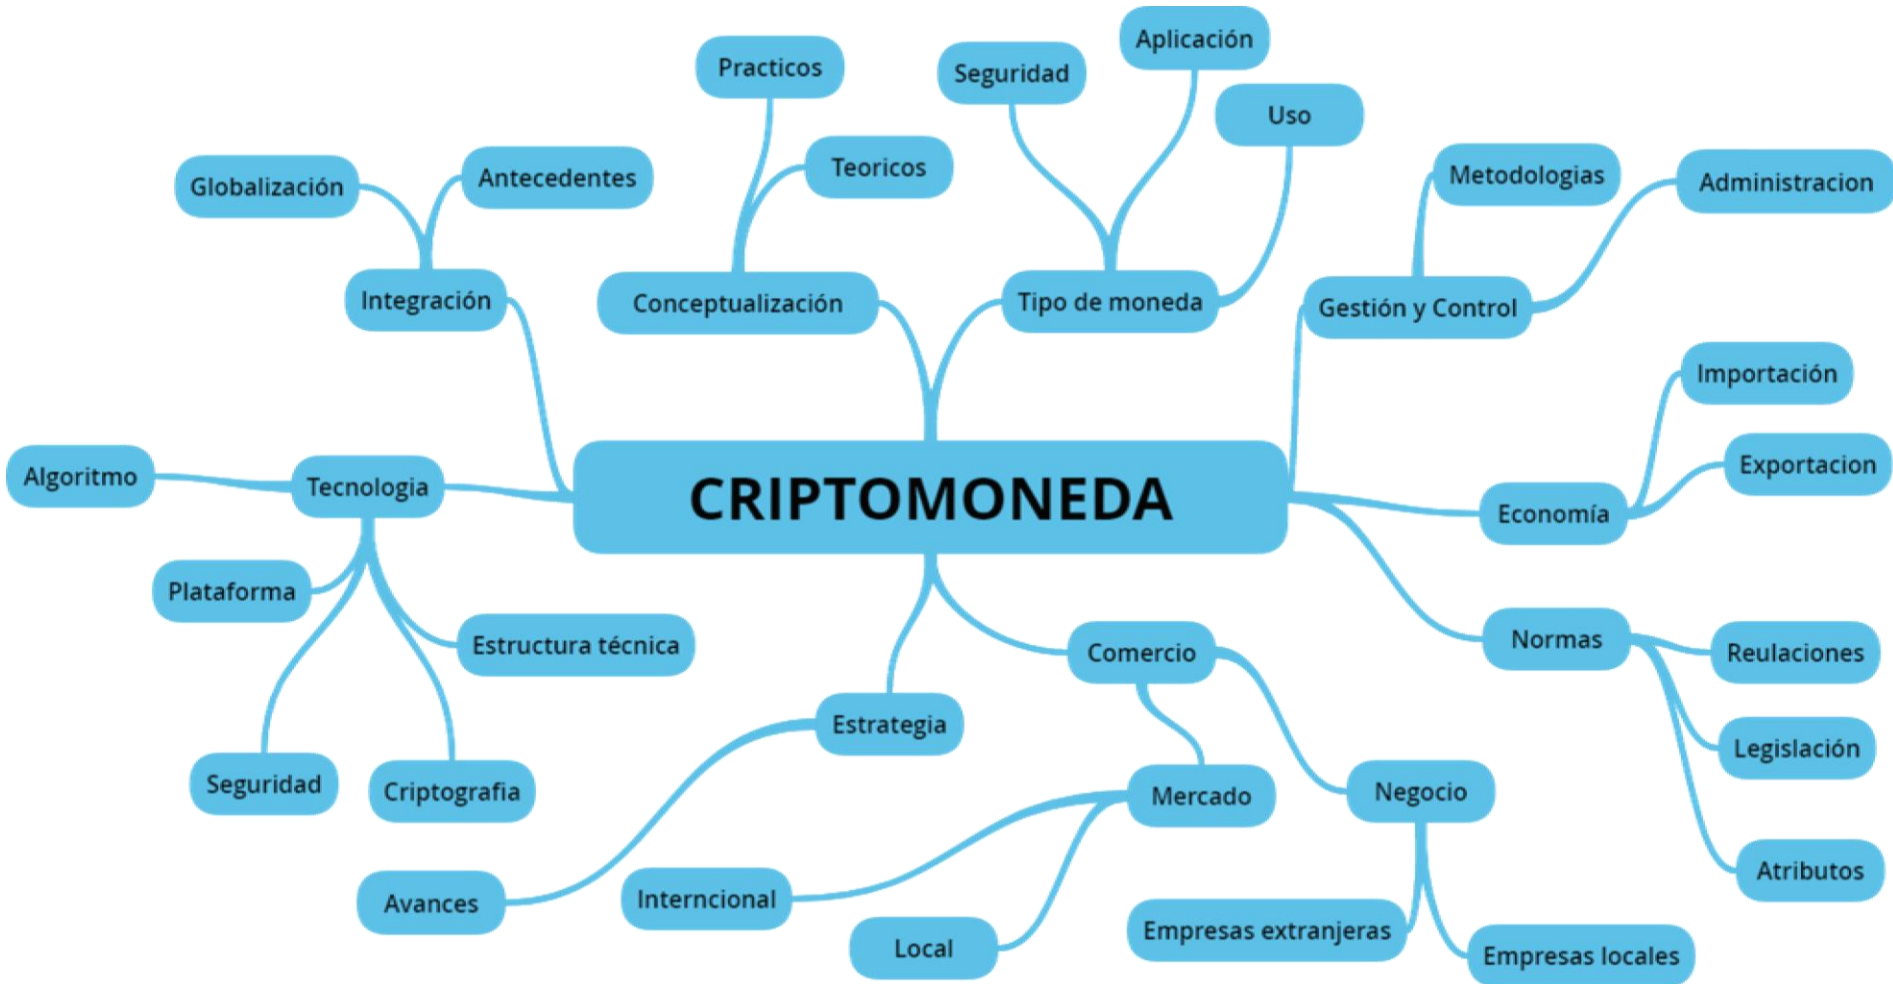 Aplicación
Practicos
Seguridad
Uso
Teoricos
Metodologias
Antecedentes
Administracion
Globalización
Integración
Conceptualización
Tipo de moneda
Gestión y Control
Importación
Exportacion
Algoritmo
Tecnologia
CRIPTOMONEDA
Economía
Plataforma
Estructura técnica
Comercio
Normas
Reulaciones
Estrategia
Legislación
Seguridad
Criptografia
Mercado
Negocio
Atributos
Avances
Interncional
Local
Empresas extranjeras
Empresas locales